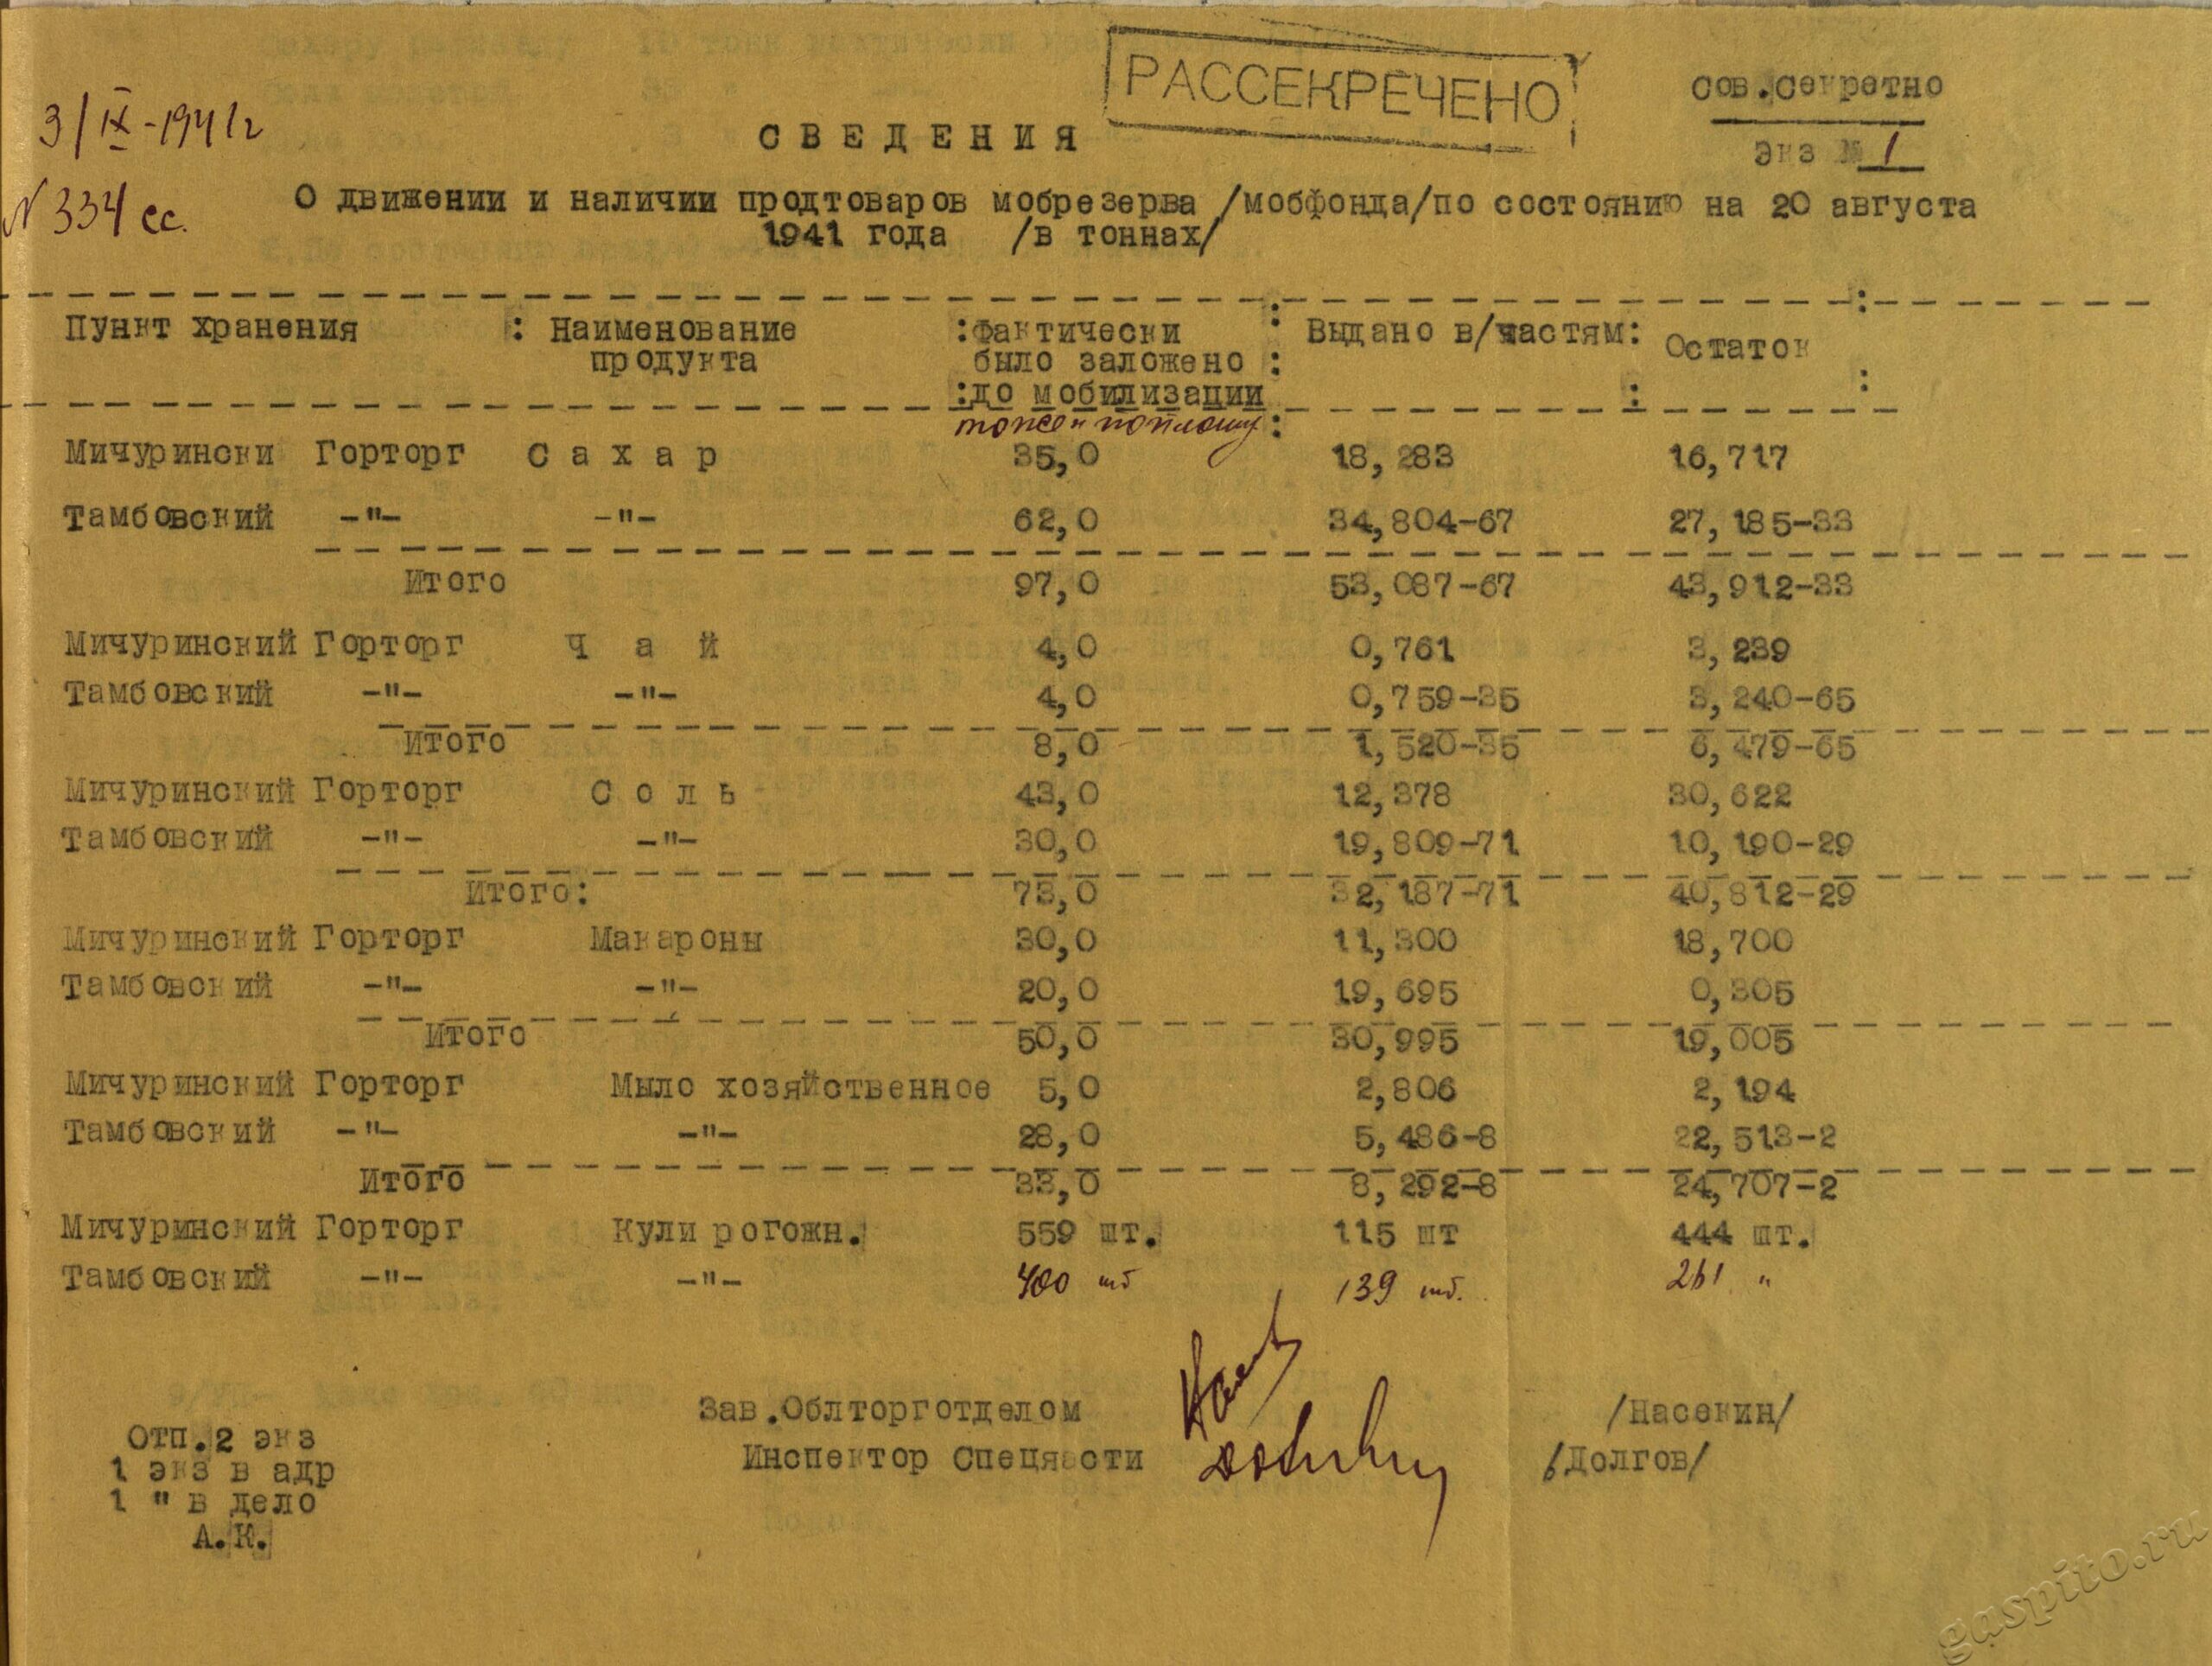 РАССЕКРЕЧЕНО
Сов.Секретно
Экз № 1
3/IX-1941г
N 334 сс.
СВЕДЕНИЯ
О движении и наличии продтоваров мобрезерва /мобфонда/по состоянию на 20 августа
1941 года /в тоннах/
Пункт хранения : Наименование продукта :Фактически было заложено :до мобилизации : Выдано в/частям: Остаток :
тоже и по плану
Мичурински Горторг Сахар 35,0 18,283 16,717
Тамбовский -"- -"- 62,0 34,804-67 27,185-33
Итого 97,0 53,087-67 43,912-33
Мичуринский Горторг Чай 4,0 0,761 3,239
Тамбовский -"- -"- 4,0 0,759-35 3,240-65
Итого 8,0 1,520-35 6,479-65
Мичуринский Горторг Соль 43,0 12,378 30,622
Тамбовский -"- -"- 30,0 19,809-71 10,190-29
Итого: 73,0 32,187-71 40,812-29
Мичуринский Горторг Макароны 30,0 11,300 18,700
Тамбовский -"- -"- 20,0 19,695 0,305
Итого 50,0 30,995 19,005
Мичуринский Горторг Мыло хозяйственное 5,0 2,806 2,194
Тамбовский -"- -"- 28,0 5,486-8 22,513-2
Итого 33,0 8,292-8 24,707-2
Мичуринский Горторг Кули рогожн. 559 шт. 115 шт 444 шт.
Тамбовский -"- -"- 400 шт 139 шт. 261 "
Зав.Облторготделом /Насекин/
Инспектор Спецчасти /Долгов/
Отп.2 экз
1 экз в адр
1 " в дело
А.К.
gaspito.ru